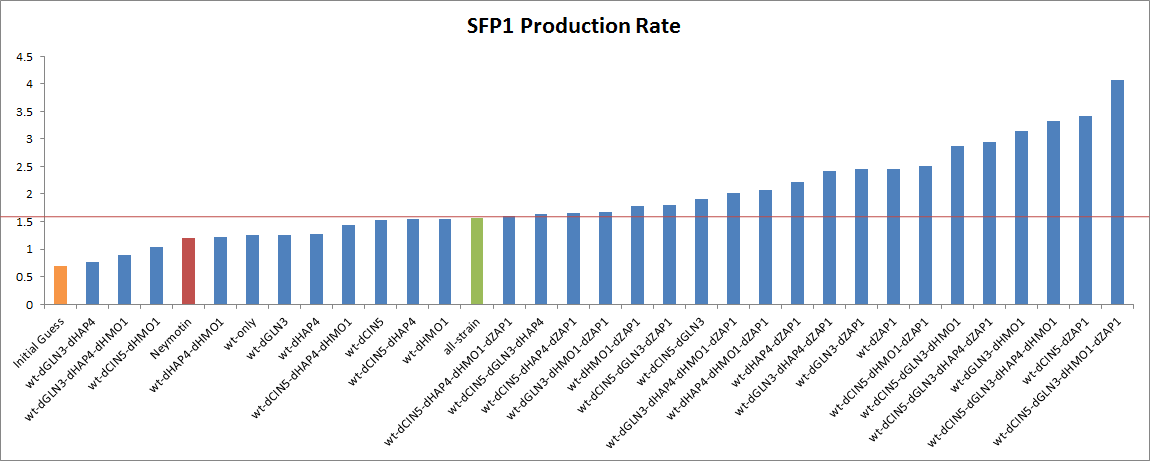 SFP1 Production Rate
4.5
4
3.5
3
2.5
2
1.5
1
0.5
0
Initial Guess
wt-dGLN3-dHAP4
wt-dGLN3-dHAP4-dHMO1
wt-dCIN5-dHMO1
Neymotin
wt-dHAP4-dHMO1
wt-only
wt-dGLN3
wt-dHAP4
wt-dCIN5-dHAP4-dHMO1
wt-dCIN5
wt-dCIN5-dHAP4
wt-dHMO1
all-strain
wt-dCIN5-dHAP4-dHMO1-dZAP1
wt-dCIN5-dGLN3-dHAP4
wt-dCIN5-dHAP4-dZAP1
wt-dGLN3-dHMO1-dZAP1
wt-dHMO1-dZAP1
wt-dCIN5-dGLN3-dZAP1
wt-dCIN5-dGLN3
wt-dGLN3-dHAP4-dHMO1-dZAP1
wt-dHAP4-dHMO1-dZAP1
wt-dHAP4-dZAP1
wt-dGLN3-dHAP4-dZAP1
wt-dGLN3-dZAP1
wt-dZAP1
wt-dCIN5-dHMO1-dZAP1
wt-dCIN5-dGLN3-dHMO1
wt-dCIN5-dGLN3-dHAP4-dZAP1
wt-dGLN3-dHMO1
wt-dCIN5-dGLN3-dHAP4-dHMO1
wt-dCIN5-dZAP1
wt-dCIN5-dGLN3-dHMO1-dZAP1